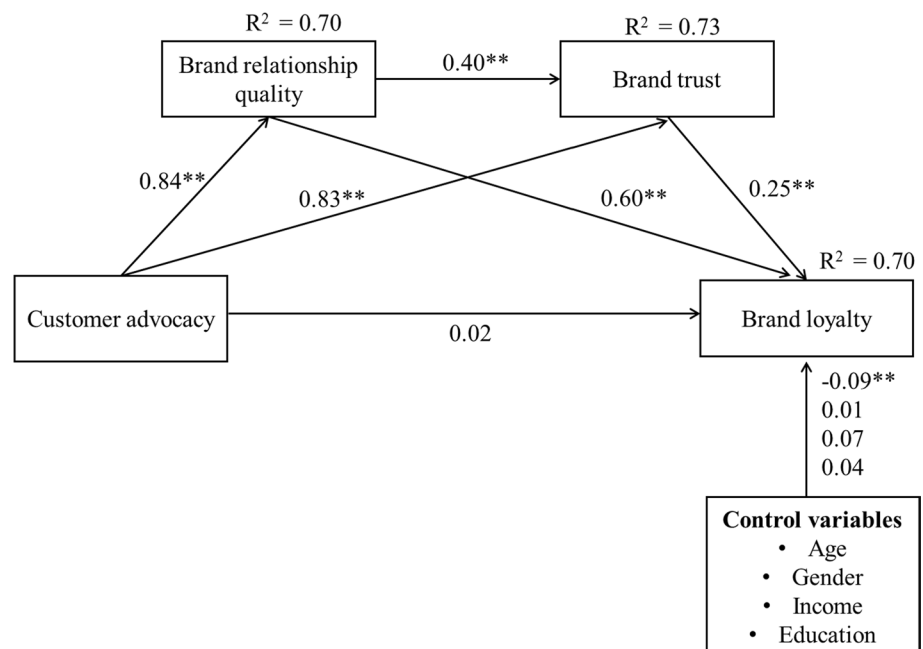 R² = 0.70
R² = 0.73
Brand relationship
quality
0.40**
Brand trust
0.84**
0.83**
0.60**
0.25**
R² = 0.70
Customer advocacy
0.02
Brand loyalty
-0.09**
0.01
0.07
0.04
Control variables
• Age
• Gender
• Income
• Education